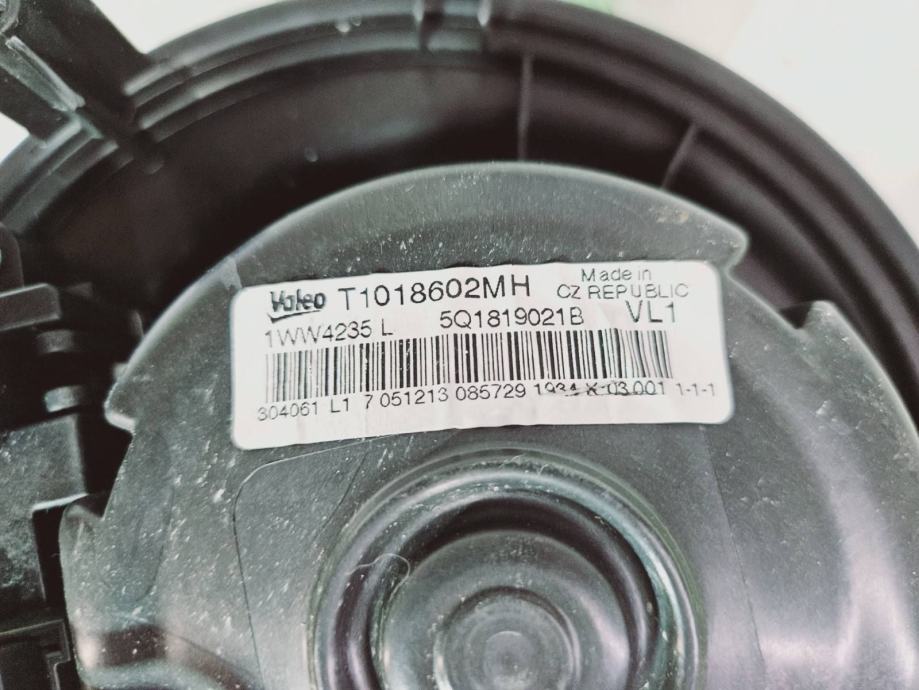 Valeo T1018602MH Made in
CZ REPUBLIC
1WW4235 L 5Q1819021B VL1
304061 L1 7 051213 085729 1934 X 03.001 1-1-1